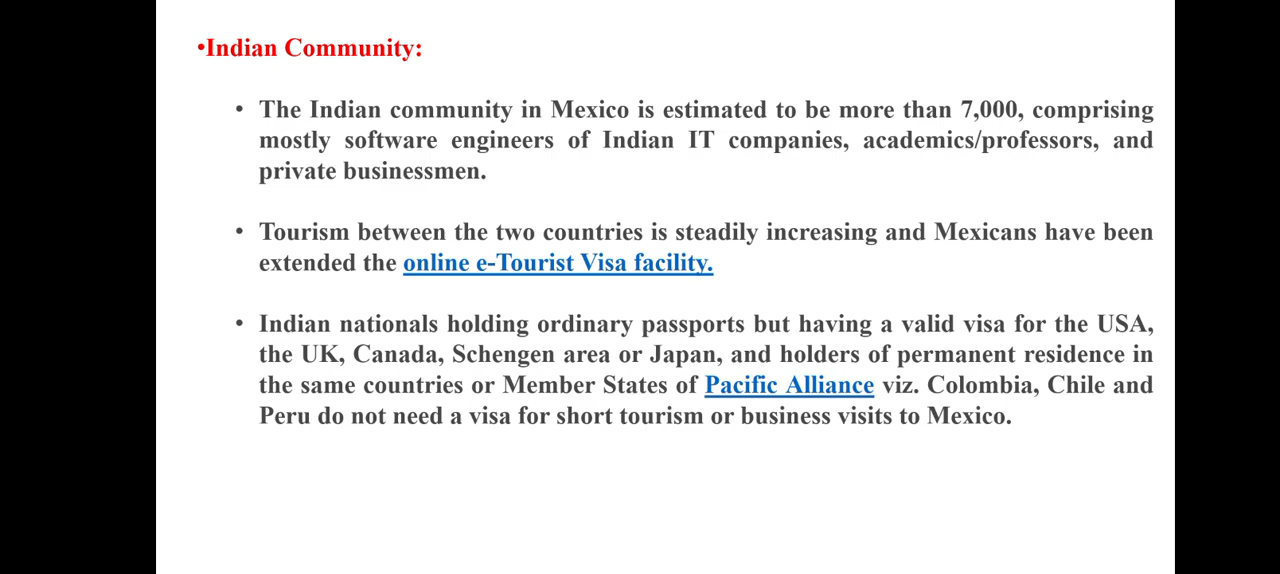 •Indian Community:
• The Indian community in Mexico is estimated to be more than 7,000, comprising
mostly software engineers of Indian IT companies, academics/professors, and
private businessmen.
• Tourism between the two countries is steadily increasing and Mexicans have been
extended the online e-Tourist Visa facility.
• Indian nationals holding ordinary passports but having a valid visa for the USA,
the UK, Canada, Schengen area or Japan, and holders of permanent residence in
the same countries or Member States of Pacific Alliance viz. Colombia, Chile and
Peru do not need a visa for short tourism or business visits to Mexico.